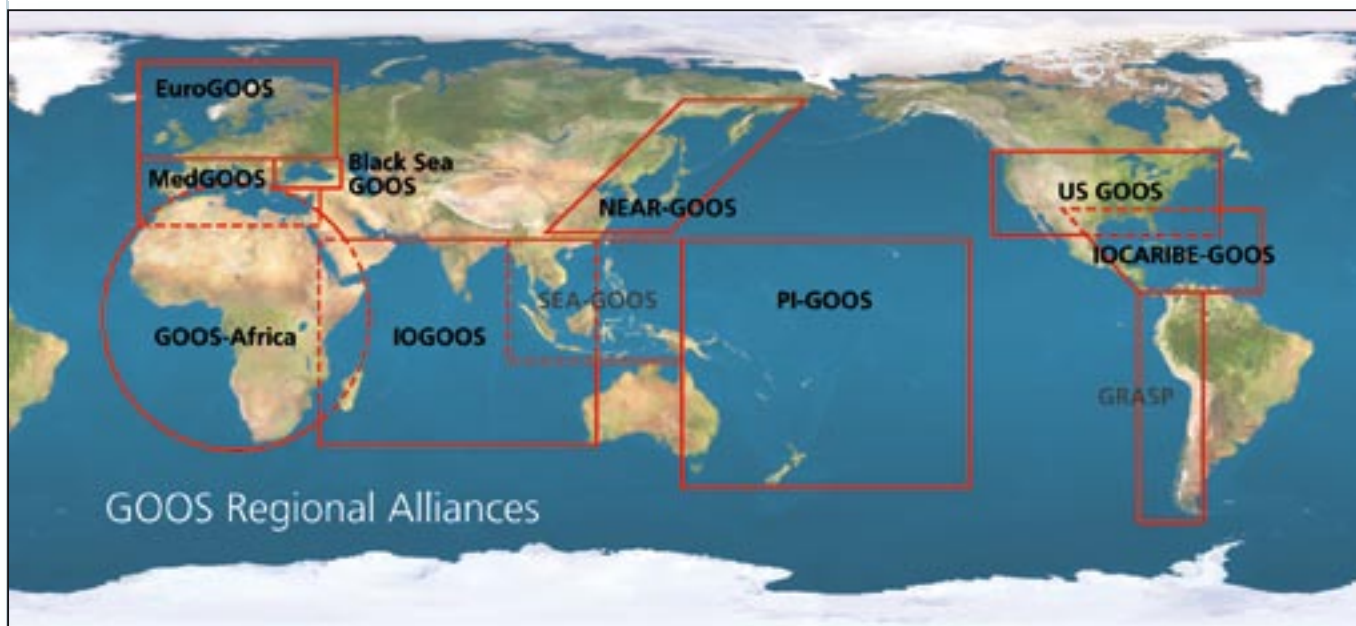 EuroGOOS
MedGOOS
Black Sea
GOOS
NEAR-GOOS
US GOOS
IOCARIBE-GOOS
SEA-GOOS
PI-GOOS
GOOS-Africa
IOGOOS
GRASP
GOOS Regional Alliances